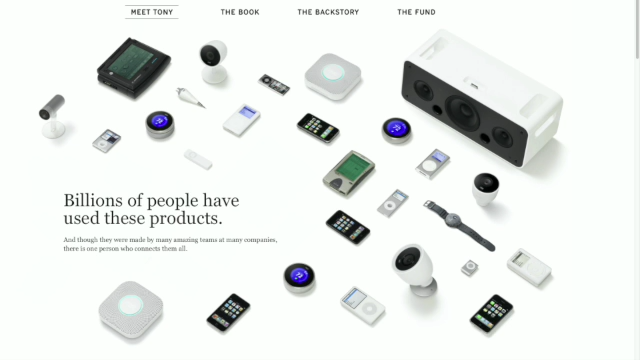 MEET TONY
THE BOOK
THE BACKSTORY
THE FUND
Billions of people have
used these products.
And though they were made by many amazing teams at many companies,
there is one person who connects them all.